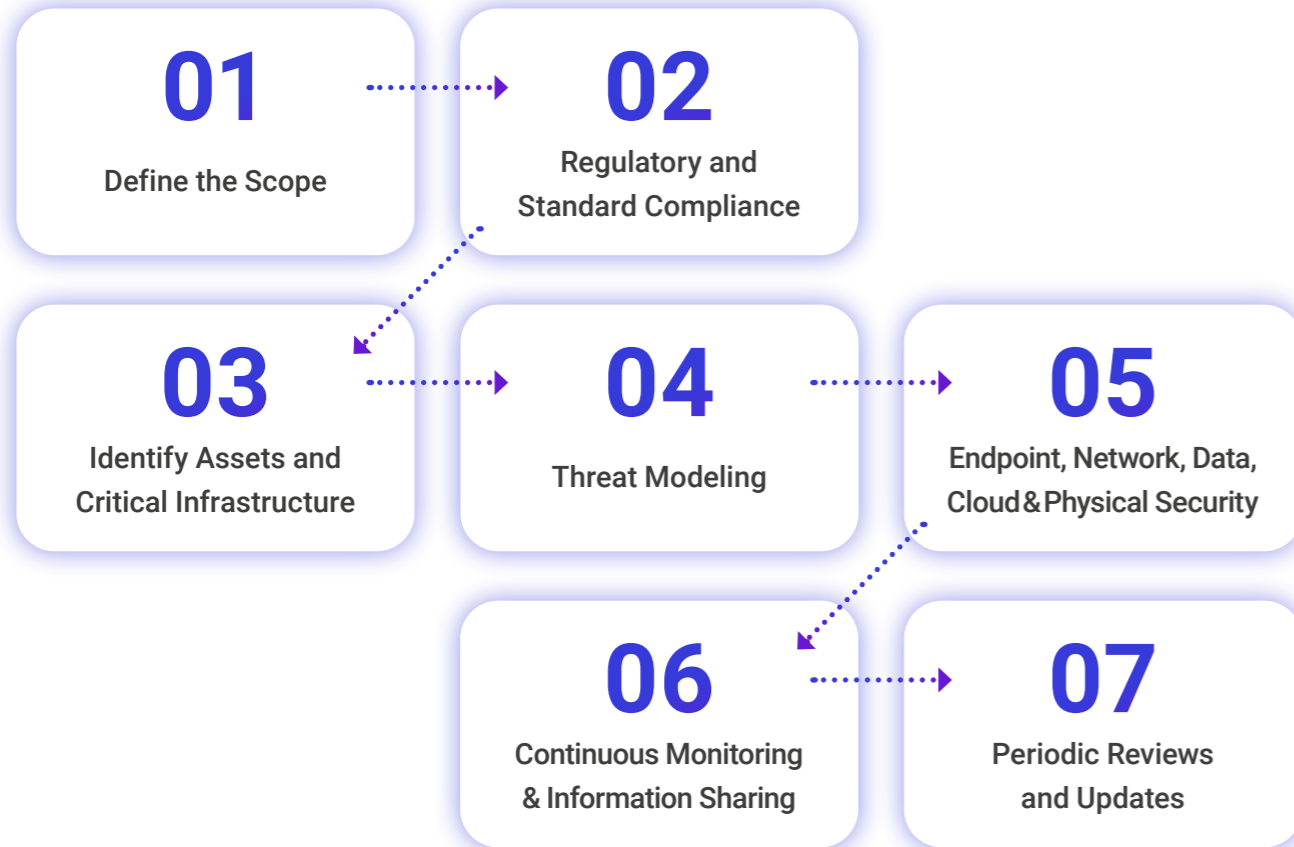 01
Define the Scope
02
Regulatory and
Standard Compliance
03
Identify Assets and
Critical Infrastructure
04
Threat Modeling
05
Endpoint, Network, Data,
Cloud & Physical Security
06
Continuous Monitoring
& Information Sharing
07
Periodic Reviews
and Updates